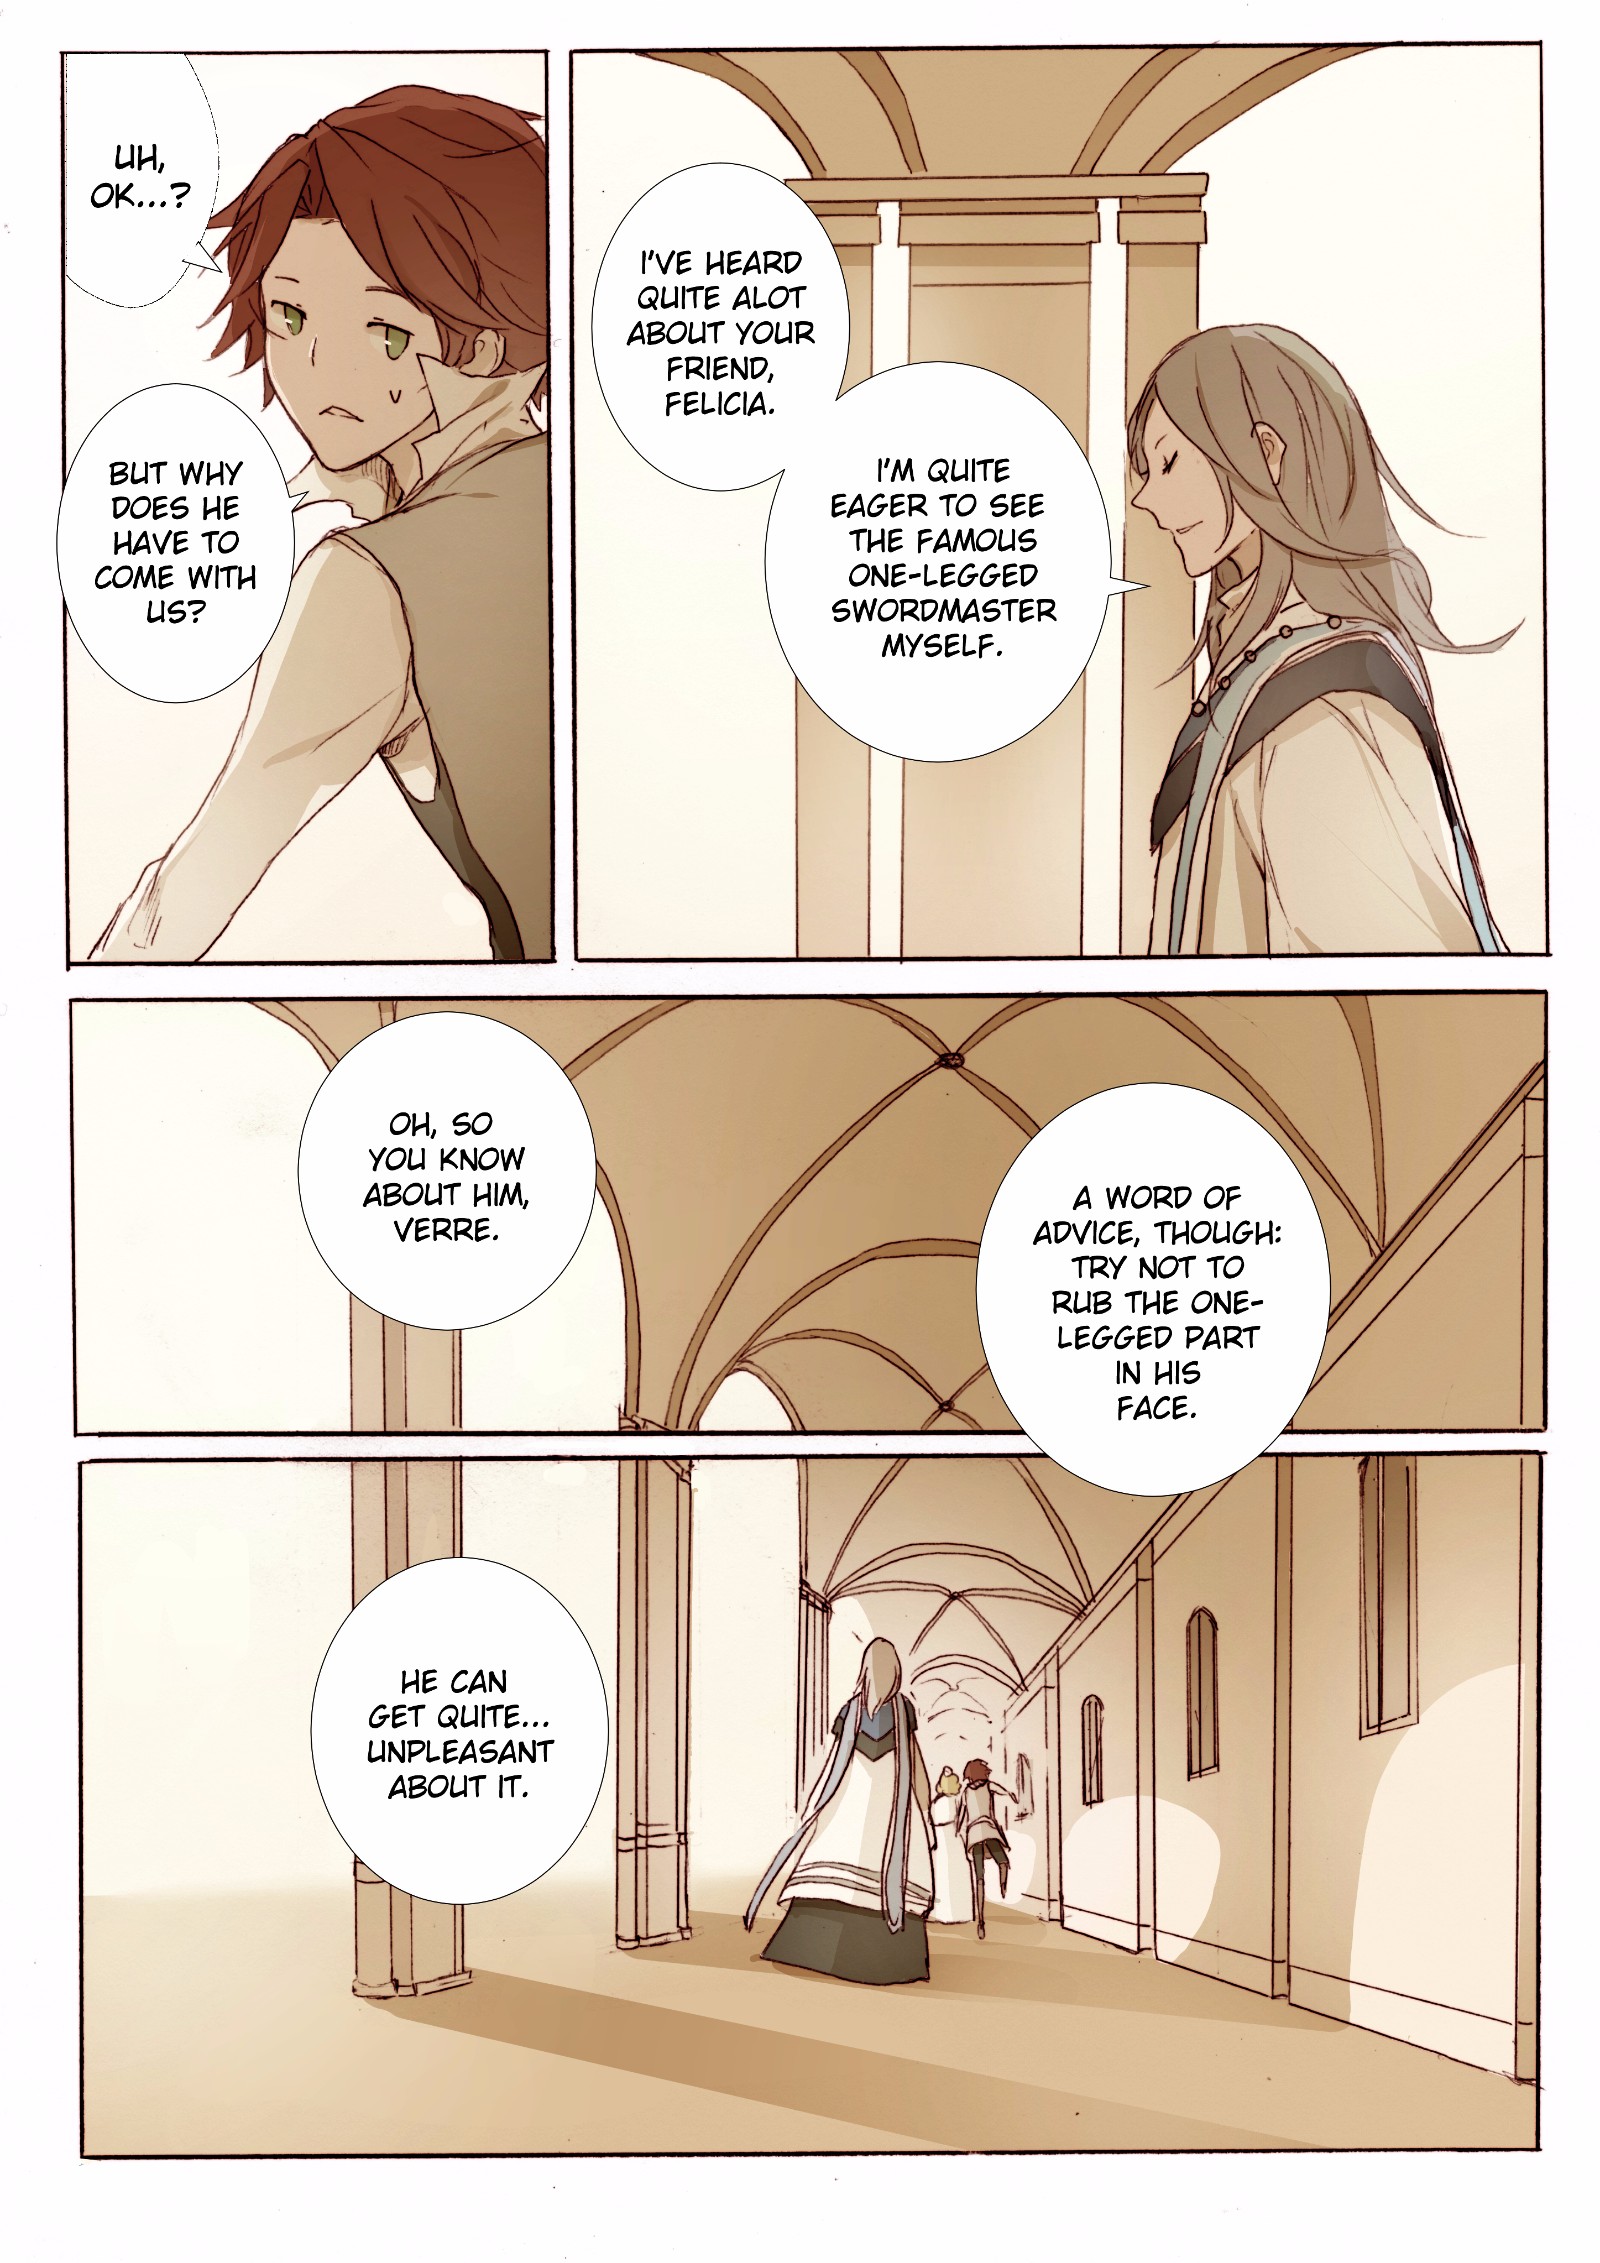 UH,
OK...?
BUT WHY
DOES HE
HAVE TO
COME WITH
US?
I'VE HEARD
QUITE ALOT
ABOUT YOUR
FRIEND,
FELICIA.
I'M QUITE
EAGER TO SEE
THE FAMOUS
ONE-LEGGED
SWORDMASTER
MYSELF.
OH, SO
YOU KNOW
ABOUT HIM,
VERRE.
A WORD OF
ADVICE, THOUGH:
TRY NOT TO
RUB THE ONE-
LEGGED PART
IN HIS
FACE.
HE CAN
GET QUITE...
UNPLEASANT
ABOUT IT.